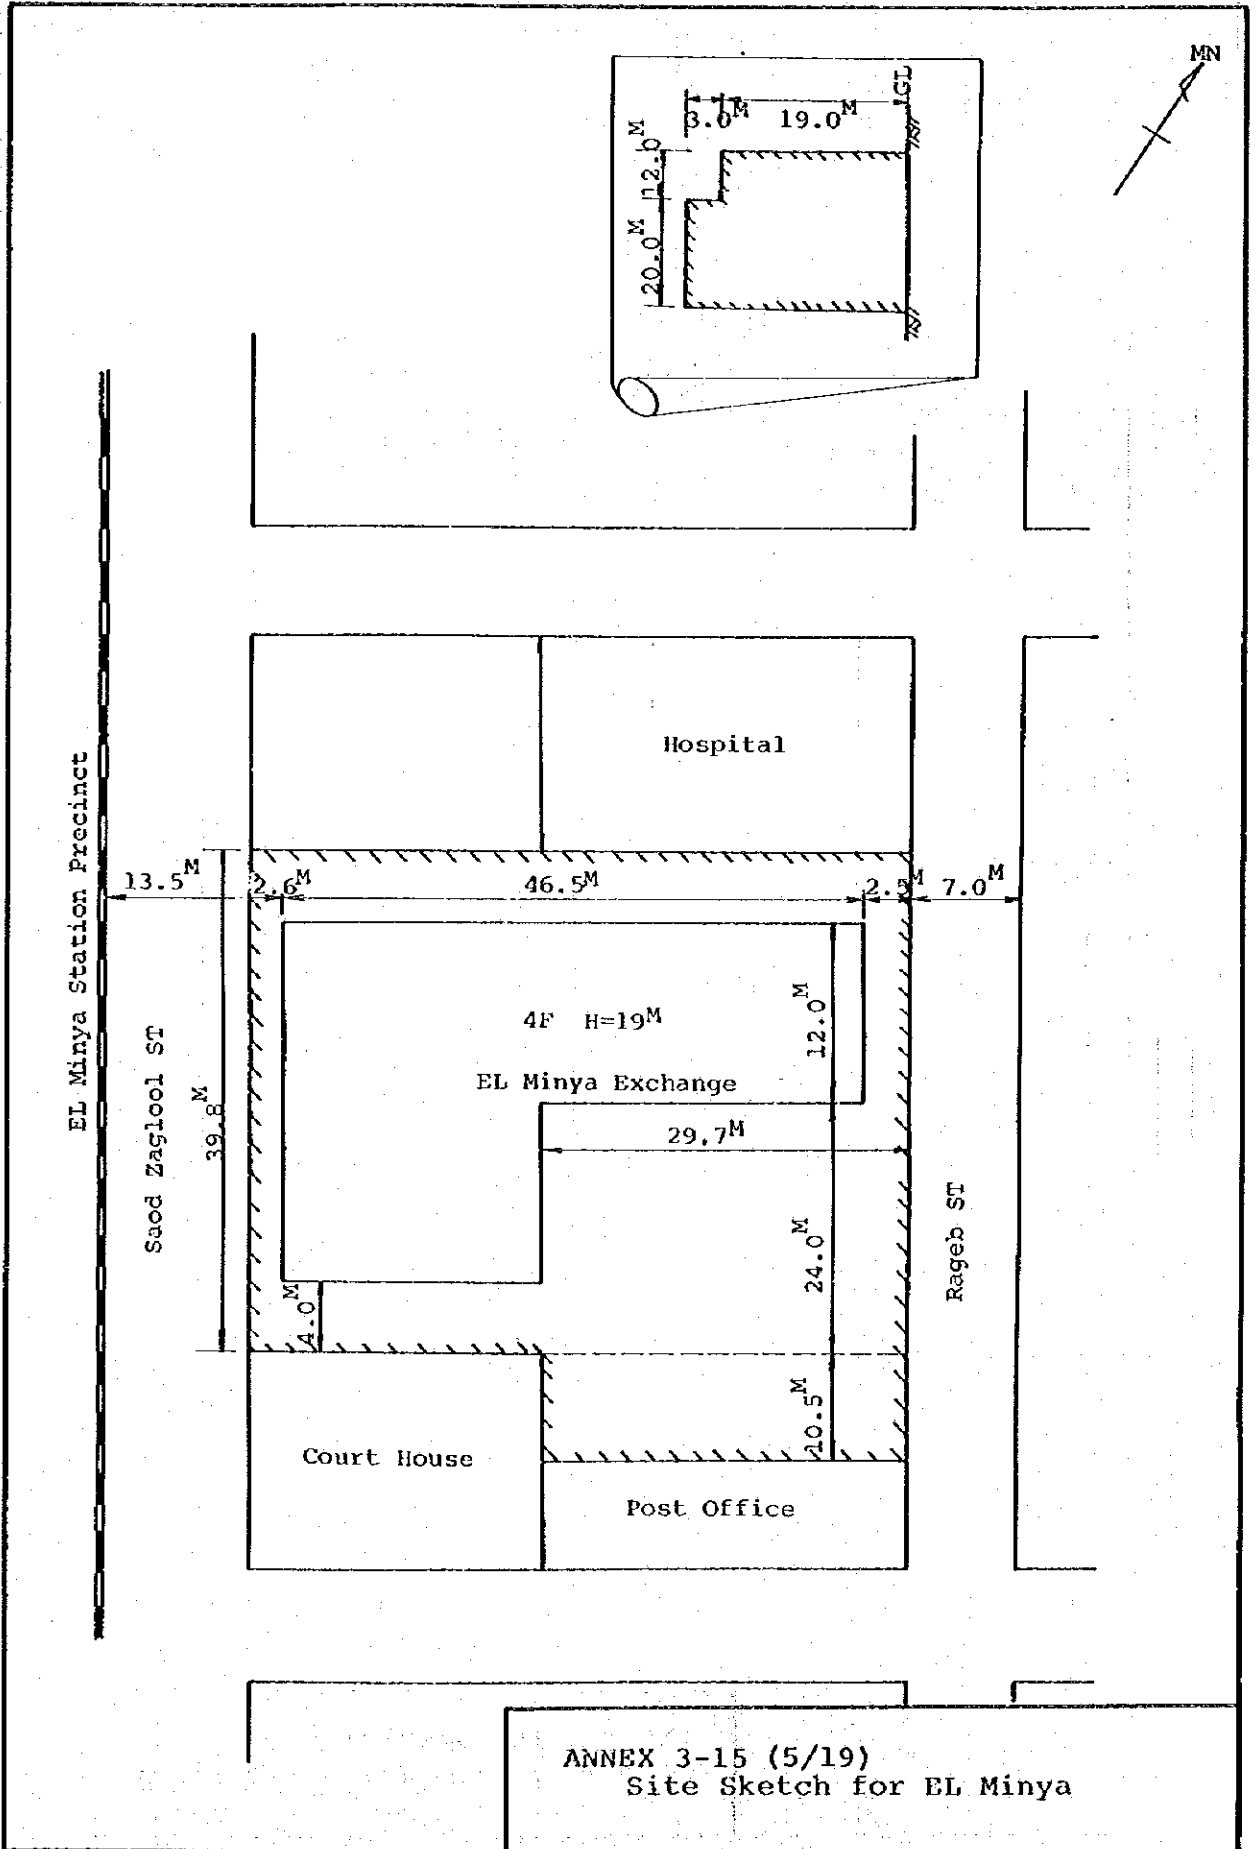 MN
GL
3.0M 19.0M
12.0M
20.0M
Hospital
EL Minya Station Precinct
13.5M 2.6M 46.5M 2.5M 7.0M
4F H=19M
EL Minya Exchange
12.0M
Saod Zaglool ST
39.8M
29.7M
24.0M
Rageb ST
4.0M
10.5M
Court House
Post Office
ANNEX 3-15 (5/19)
Site Sketch for EL Minya